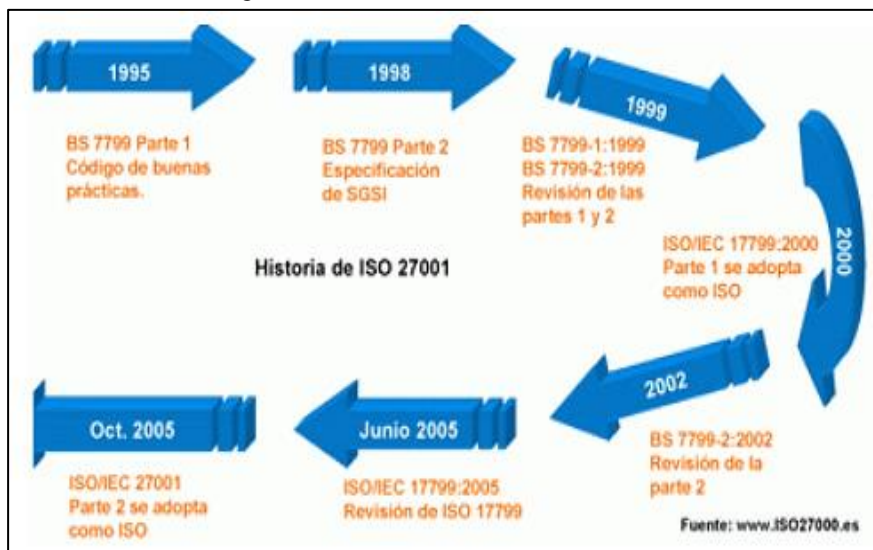 1995
BS 7799 Parte 1
Código de buenas
prácticas.
1998
BS 7799 Parte 2
Especificación
de SGSI
1999
BS 7799-1:1999
BS 7799-2:1999
Revisión de las
partes 1 y 2
2000
ISO/IEC 17799:2000
Parte 1 se adopta
como ISO
Historia de ISO 27001
2002
BS 7799-2:2002
Revisión de la
parte 2
Junio 2005
ISO/IEC 17799:2005
Revisión de ISO 17799
Oct. 2005
ISO/IEC 27001
Parte 2 se adopta
como ISO
Fuente: www.ISO27000.es